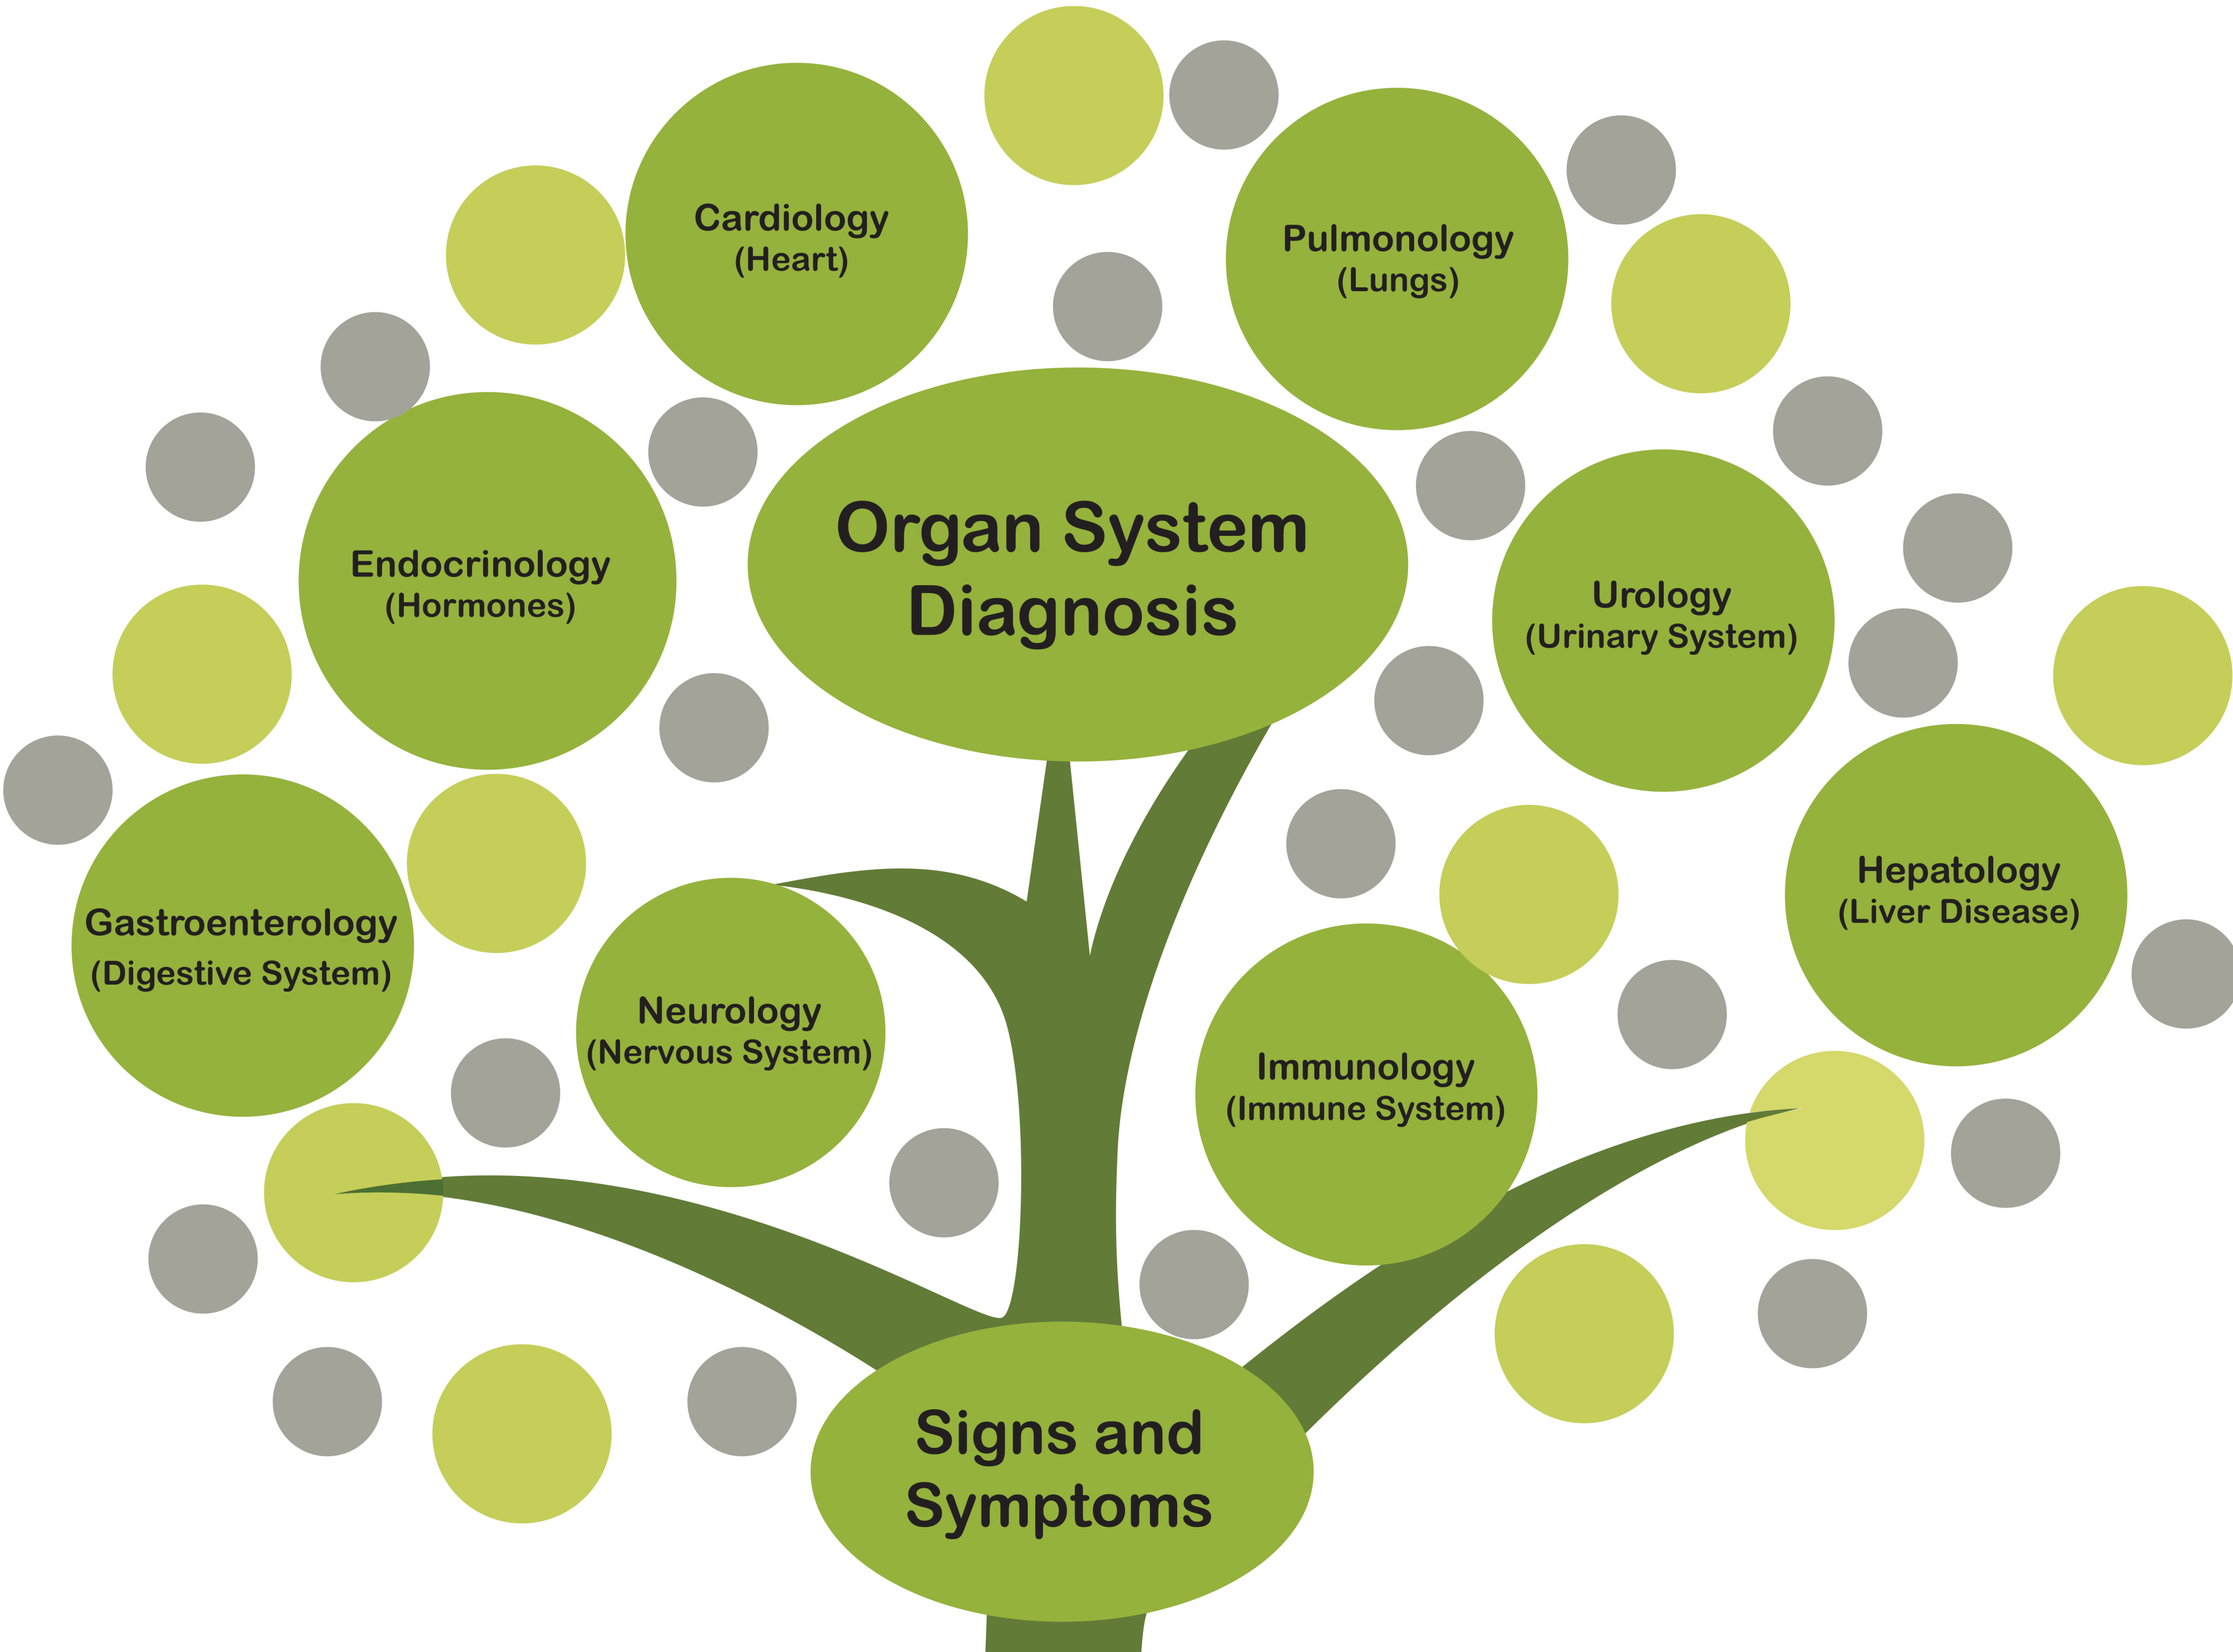 Cardiology
(Heart)
Pulmonology
(Lungs)
Organ System
Diagnosis
Endocrinology
(Hormones)
Urology
(Urinary System)
Gastroenterology
(Digestive System)
Hepatology
(Liver Disease)
Neurology
(Nervous System)
Immunology
(Immune System)
Signs and
Symptoms